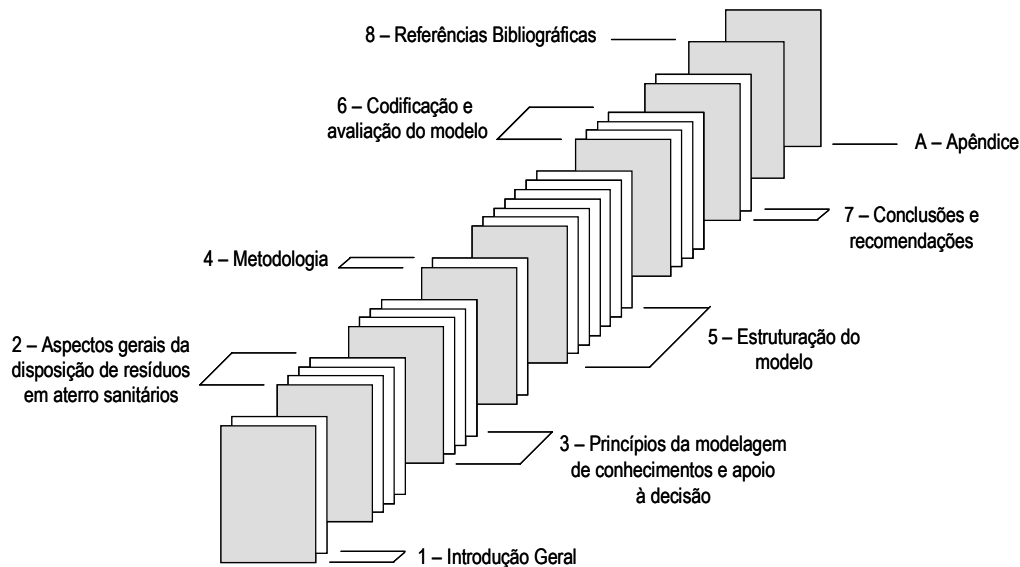 8 – Referências Bibliográficas
6 – Codificação e
avaliação do modelo
A – Apêndice
7 – Conclusões e
recomendações
4 – Metodologia
5 – Estruturação do
modelo
2 – Aspectos gerais da
disposição de resíduos
em aterro sanitários
3 – Princípios da modelagem
de conhecimentos e apoio
à decisão
1 – Introdução Geral